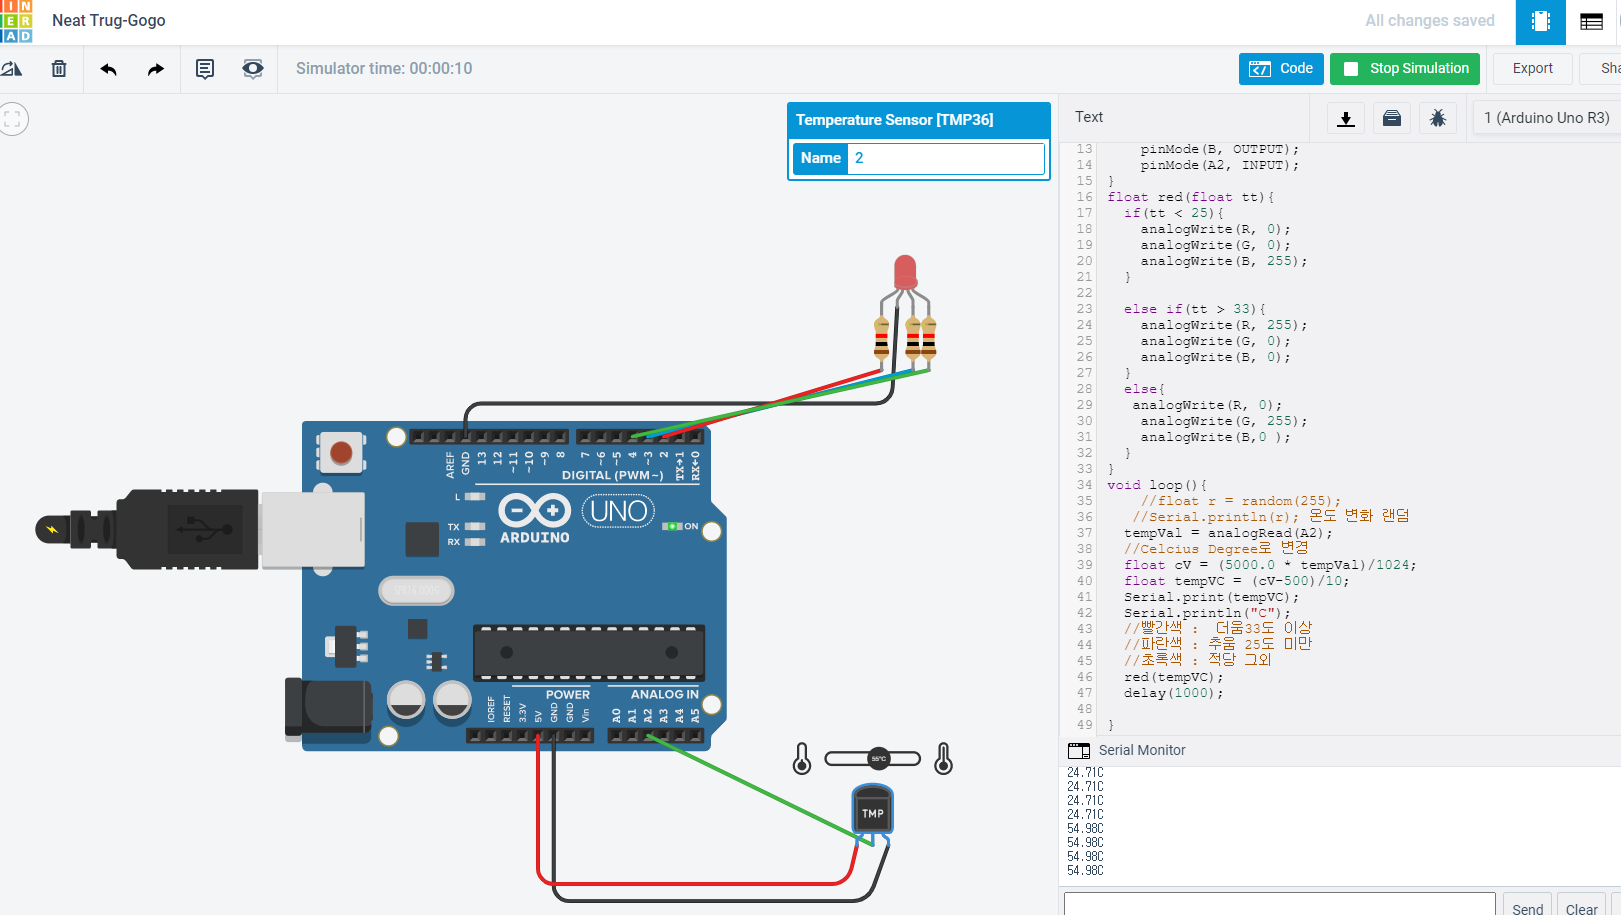 IN
ER
AD
Neat Trug-Gogo
All changes saved
Simulator time: 00:00:10
Code
Stop Simulation
Export
Sha
Temperature Sensor [TMP36]
Name 2
Text
1 (Arduino Uno R3)
13 pinMode(B, OUTPUT);
14 pinMode(A2, INPUT);
15 }
16 float red(float tt){
17 if(tt < 25){
18 analogWrite(R, 0);
19 analogWrite(G, 0);
20 analogWrite(B, 255);
21 }
22
23 else if(tt > 33){
24 analogWrite(R, 255);
25 analogWrite(G, 0);
26 analogWrite(B, 0);
27 }
28 else{
29 analogWrite(R, 0);
30 analogWrite(G, 255);
31 analogWrite(B,0 );
32 }
33 }
34 void loop(){
35 //float r = random(255);
36 //Serial.println(r); 온도 변화 랜덤
37 tempVal = analogRead(A2);
38 //Celcius Degree로 변경
39 float cV = (5000.0 * tempVal)/1024;
40 float tempVC = (cV-500)/10;
41 Serial.print(tempVC);
42 Serial.println("C");
43 //빨간색 : 더움33도 이상
44 //파란색 : 추움 25도 미만
45 //초록색 : 적당 그외
46 red(tempVC);
47 delay(1000);
48
49 }
Serial Monitor
24.71C
24.71C
24.71C
24.71C
54.98C
54.98C
54.98C
54.98C
Send
Clear
AREF
GND
13
12
~11
~10
~9
8
7
~6
~5
4
~3
2
TX→1
RX←0
DIGITAL (PWM~)
L
TX
RX
ARDUINO
UNO
ON
IOREF
RESET
3.3V
5V
GND
GND
Vin
POWER
ANALOG IN
A0
A1
A2
A3
A4
A5
55°C
TMP